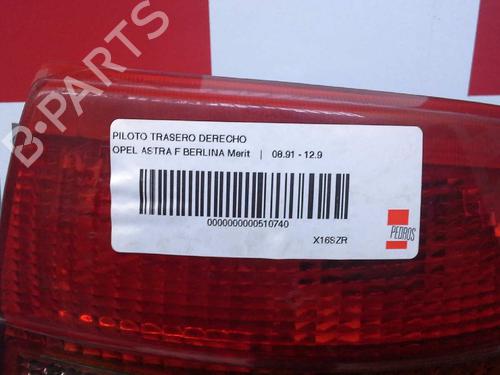 B-PARTS
PILOTO TRASERO DERECHO
OPEL ASTRA F BERLINA Merit | 08.91 - 12.9
0000000000510740
X16SZR
PEDROS